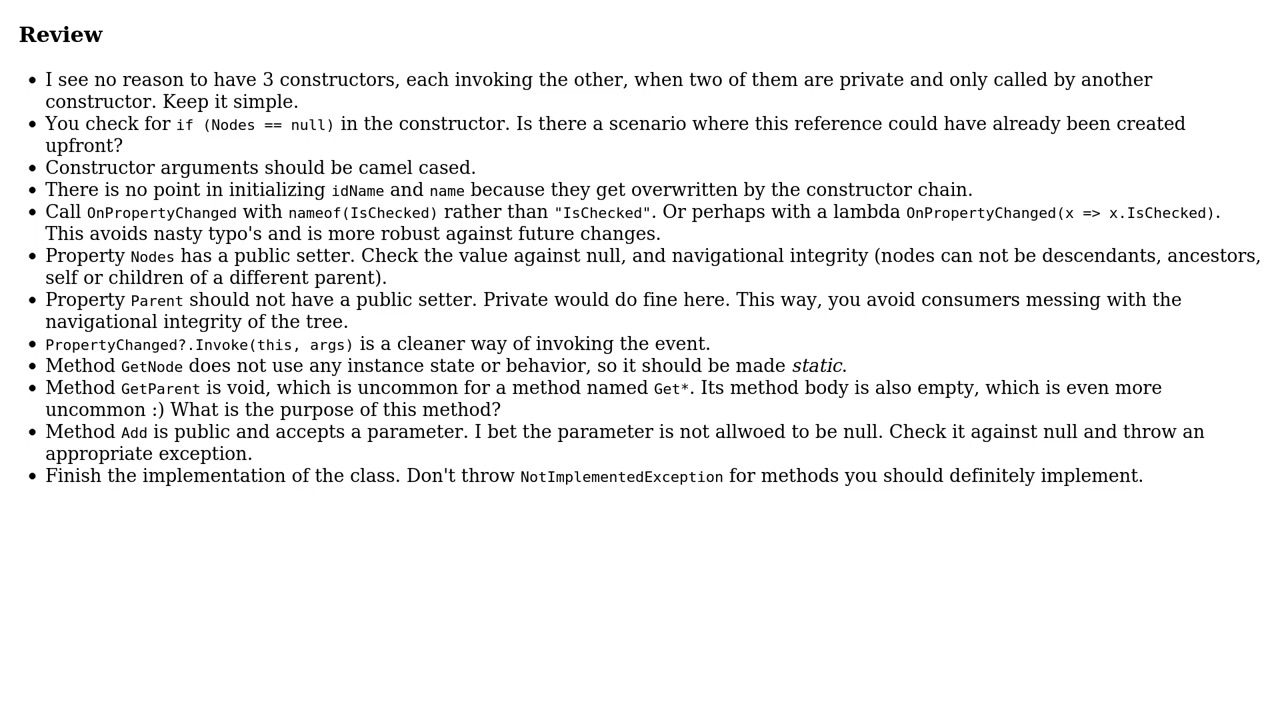 Review
I see no reason to have 3 constructors, each invoking the other, when two of them are private and only called by another
constructor. Keep it simple.
You check for if (Nodes == null) in the constructor. Is there a scenario where this reference could have already been created
upfront?
Constructor arguments should be camel cased.
There is no point in initializing idName and name because they get overwritten by the constructor chain.
Call OnPropertyChanged with nameof(IsChecked) rather than "IsChecked". Or perhaps with a lambda OnPropertyChanged(x => x.IsChecked).
This avoids nasty typo's and is more robust against future changes.
Property Nodes has a public setter. Check the value against null, and navigational integrity (nodes can not be descendants, ancestors,
self or children of a different parent).
Property Parent should not have a public setter. Private would do fine here. This way, you avoid consumers messing with the
navigational integrity of the tree.
PropertyChanged?.Invoke(this, args) is a cleaner way of invoking the event.
Method GetNode does not use any instance state or behavior, so it should be made static.
Method GetParent is void, which is uncommon for a method named Get*. Its method body is also empty, which is even more
uncommon :) What is the purpose of this method?
Method Add is public and accepts a parameter. I bet the parameter is not allwoed to be null. Check it against null and throw an
appropriate exception.
Finish the implementation of the class. Don't throw NotImplementedException for methods you should definitely implement.